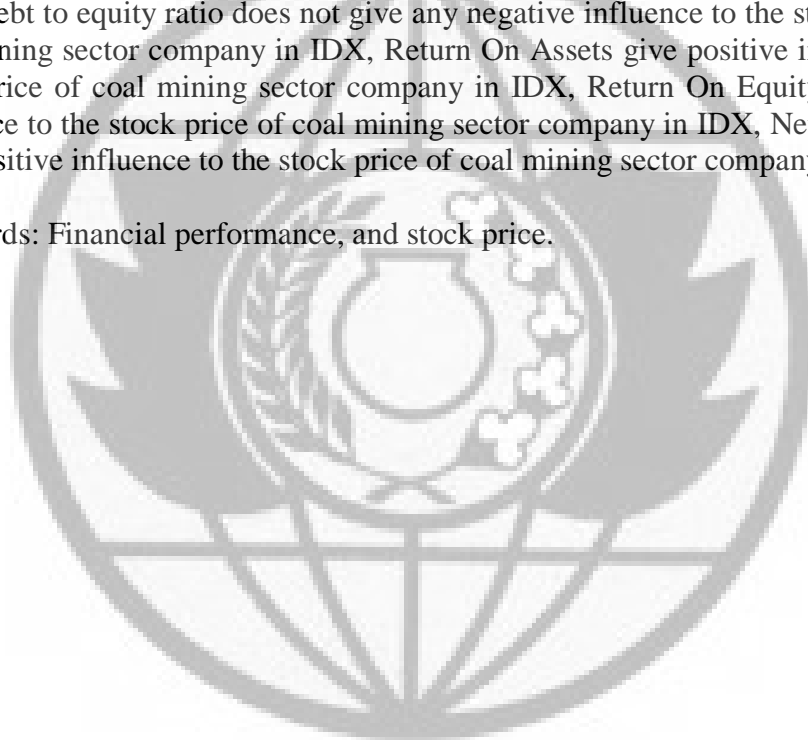 ebt to equity ratio does not give any negative influence to the s
ning sector company in IDX, Return On Assets give positive i
rice of coal mining sector company in IDX, Return On Equity
ce to the stock price of coal mining sector company in IDX, Ne
sitive influence to the stock price of coal mining sector company
rds: Financial performance, and stock price.